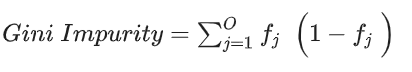 Gini Impurity = ∑_{j=1}^{O} f_j (1 − f_j)